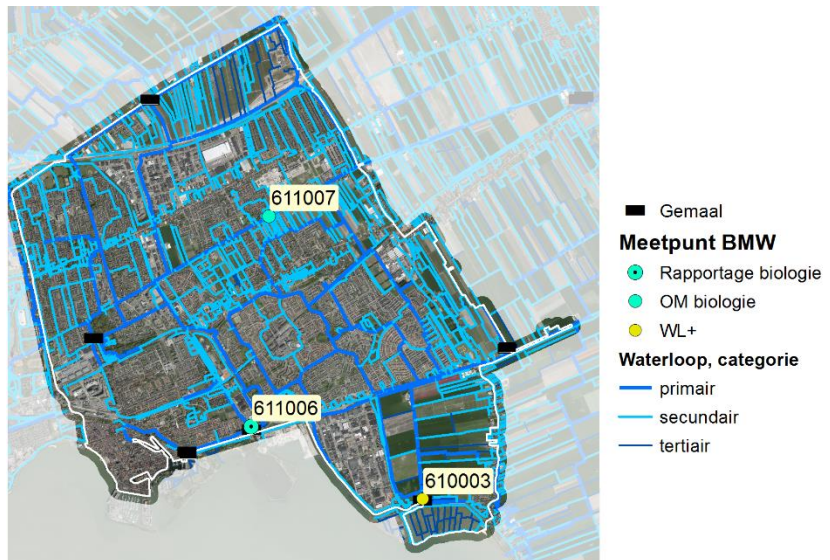 611007
611006
610003
Gemaal
Meetpunt BMW
Rapportage biologie
OM biologie
WL+
Waterloop, categorie
primair
secundair
tertiair